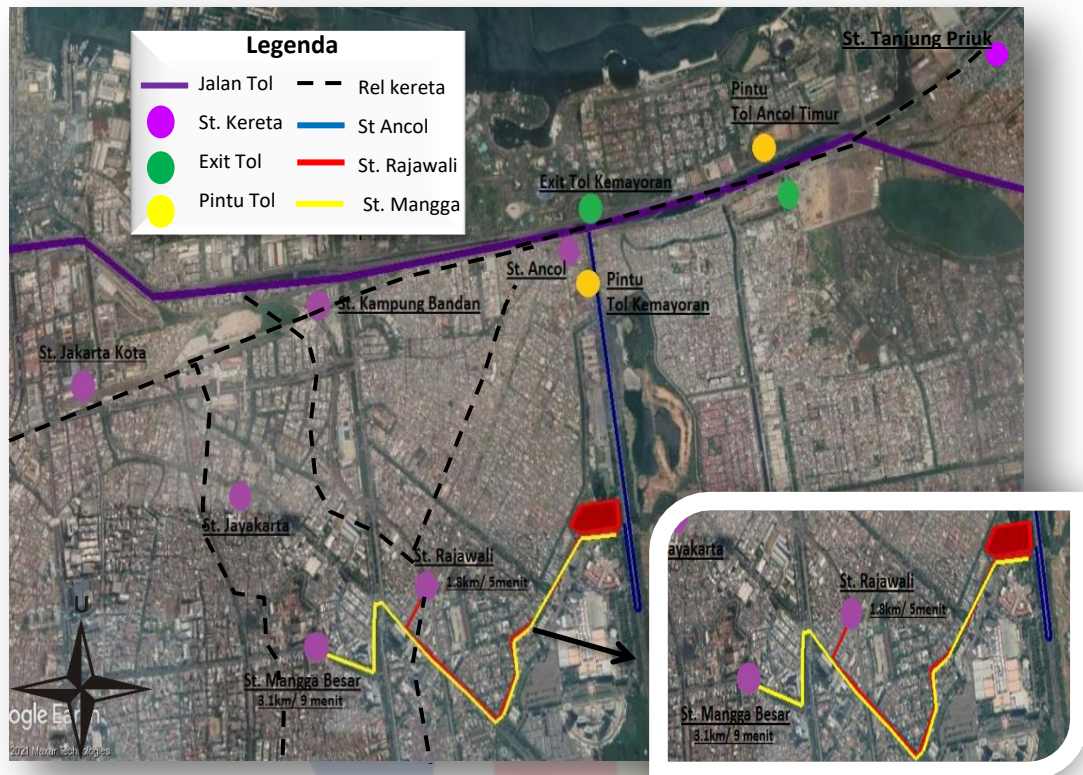 Legenda
Jalan Tol
Rel kereta
St. Kereta
St Ancol
Exit Tol
St. Rajawali
Pintu Tol
St. Mangga
St. Tanjung Priuk
Pintu
Tol Ancol Timur
Exit Tol Kemayoran
St. Ancol
Pintu
Tol Kemayoran
St. Kampung Bandan
St. Jakarta Kota
St. Jayakarta
St. Rajawali
1.8km/ 5menit
U
St. Mangga Besar
3.1km/ 9 menit
ogle Earth
ayakarta
St. Rajawali
1.8km/ 5menit
St. Mangga Besar
3.1km/ 9 menit